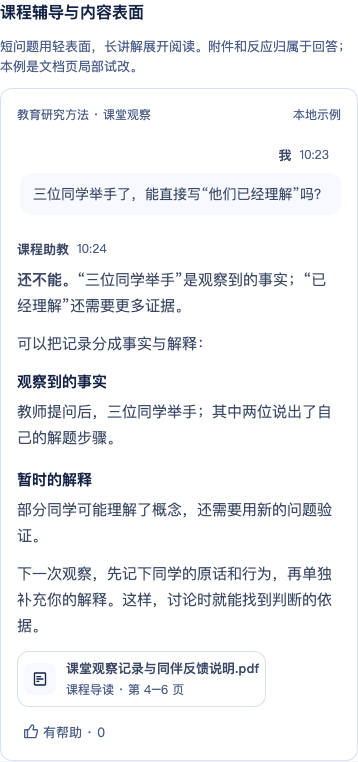 课程辅导与内容表面
短问题用轻表面，长讲解展开阅读。附件和反应归属于回答；
本例是文档页局部试改。
教育研究方法 · 课堂观察 本地示例
我 10:23
三位同学举手了，能直接写“他们已经理解”吗？
课程助教 10:24
还不能。“三位同学举手”是观察到的事实；“已
经理解”还需要更多证据。
可以把记录分成事实与解释：
观察到的事实
教师提问后，三位同学举手；其中两位说出了自
己的解题步骤。
暂时的解释
部分同学可能理解了概念，还需要用新的问题验
证。
下一次观察，先记下同学的原话和行为，再单独
补充你的解释。这样，讨论时就能找到判断的依
据。
课堂观察记录与同伴反馈说明.pdf
课程导读 · 第 4–6 页
有帮助 · 0